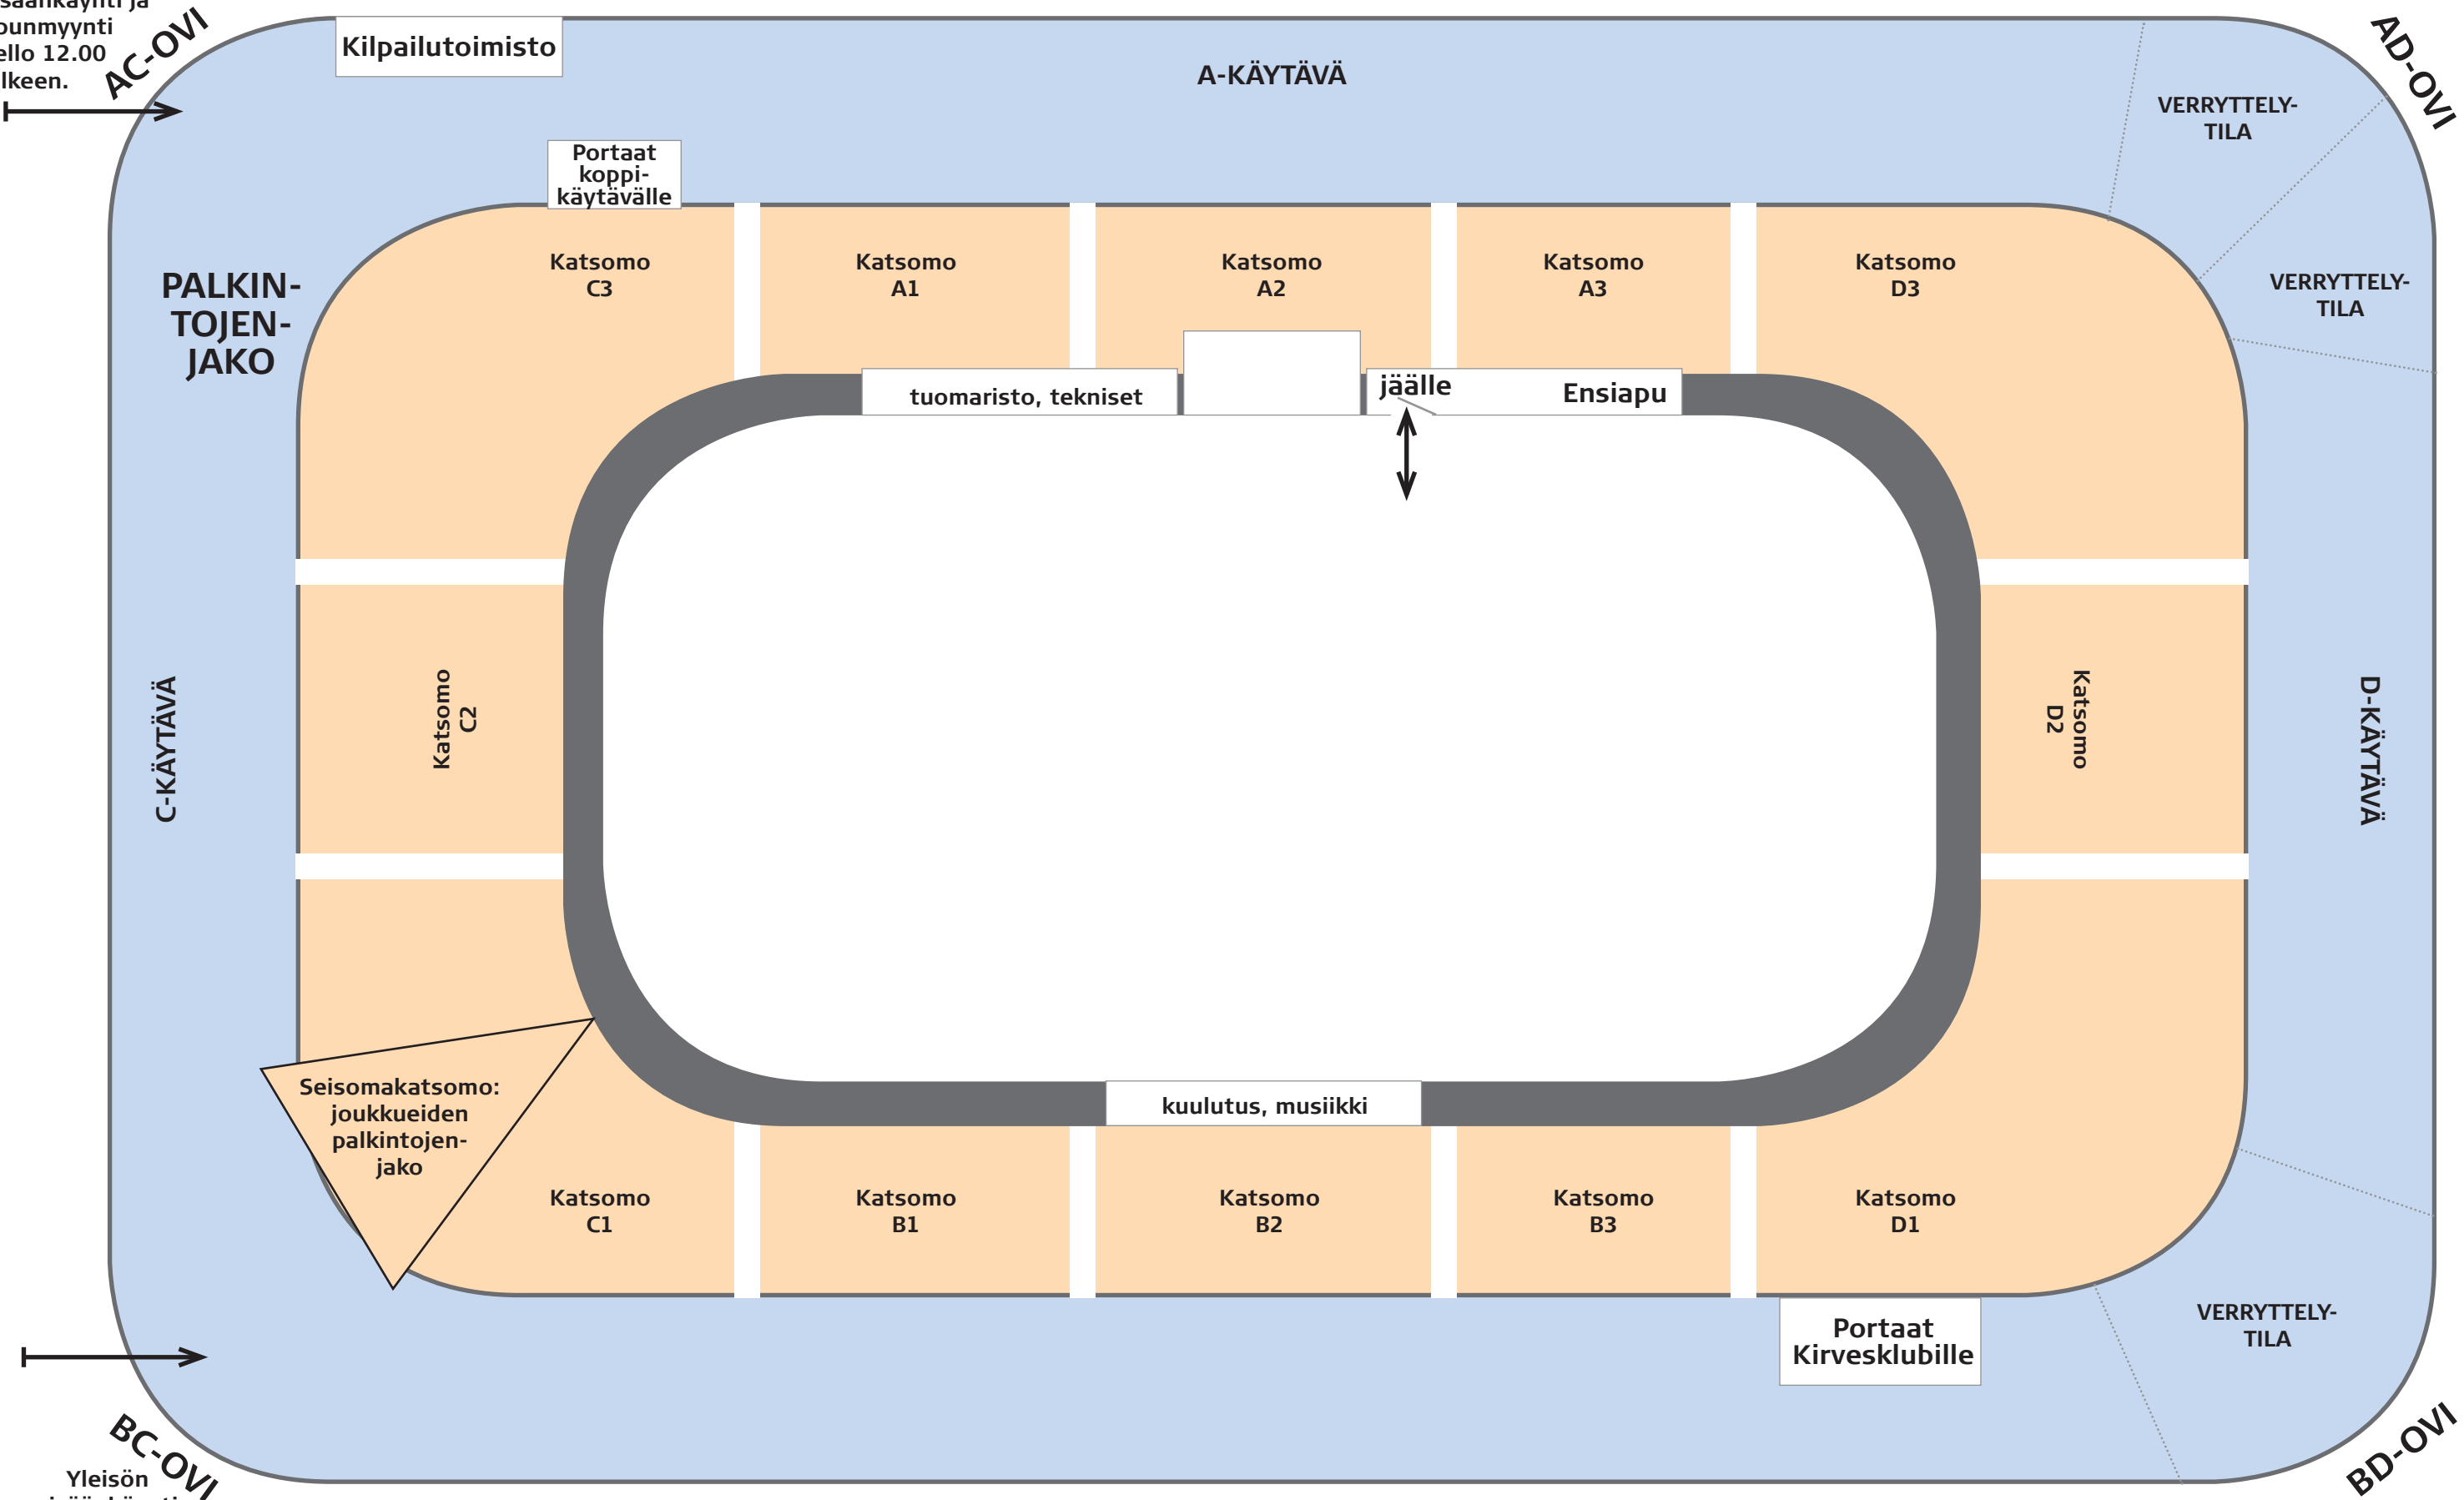 ja
12.00
AC-OVI
Kilpailutoimisto
A-KÄYTÄVÄ
AD-OVI
VERRYTTELY-
TILA
VERRYTTELY-
TILA
Portaat
koppi-
käytävälle
PALKIN-
TOJEN-
JAKO
Katsomo
C3
Katsomo
A1
Katsomo
A2
Katsomo
A3
Katsomo
D3
tuomaristo, tekniset
jäälle
Ensiapu
C-KÄYTÄVÄ
Katsomo
C2
Katsomo
D2
D-KÄYTÄVÄ
Seisomakatsomo:
joukkueiden
palkintojen-
jako
kuulutus, musiikki
Katsomo
C1
Katsomo
B1
Katsomo
B2
Katsomo
B3
Katsomo
D1
Portaat
Kirvesklubille
VERRYTTELY-
TILA
BC-OVI
BD-OVI
Yleisön